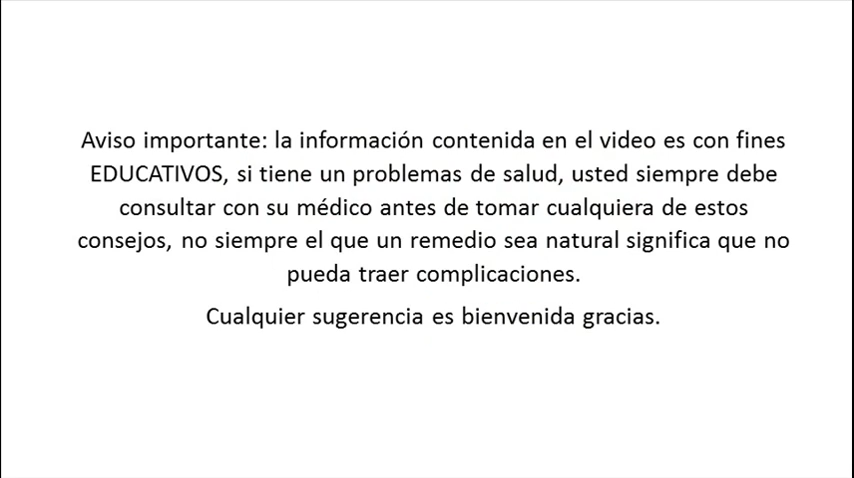 Aviso importante: la información contenida en el video es con fines
EDUCATIVOS, si tiene un problemas de salud, usted siempre debe
consultar con su médico antes de tomar cualquiera de estos
consejos, no siempre el que un remedio sea natural significa que no
pueda traer complicaciones.
Cualquier sugerencia es bienvenida gracias.